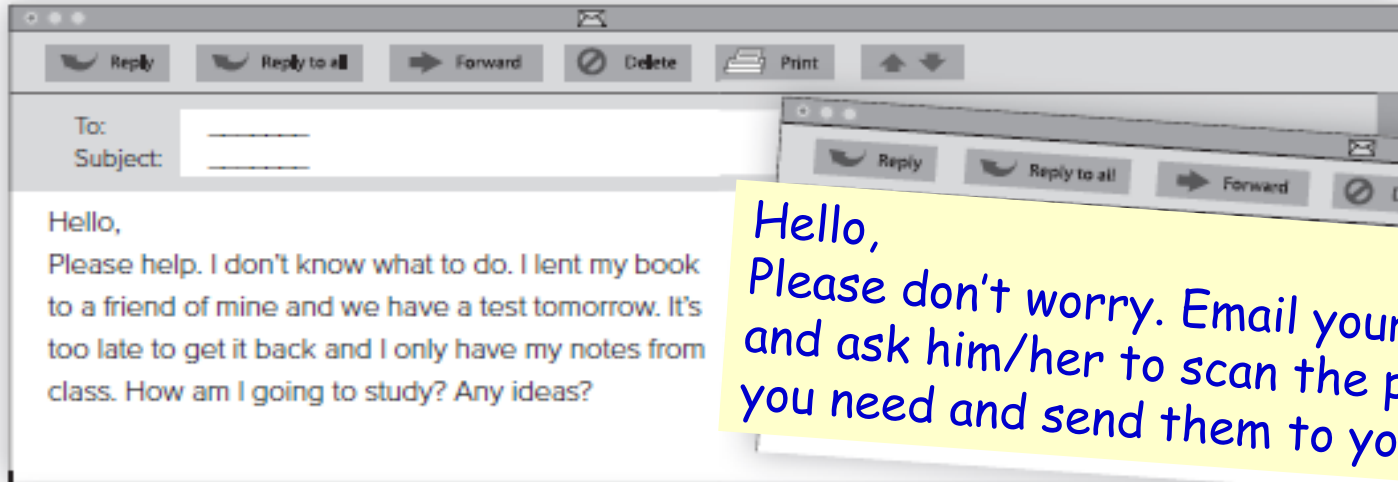 Reply Reply to all Forward Delete Print
To:
Subject:
Hello,
Please help. I don't know what to do. I lent my book
to a friend of mine and we have a test tomorrow. It's
too late to get it back and I only have my notes from
class. How am I going to study? Any ideas?
Reply Reply to all Forward
Hello,
Please don't worry. Email your
and ask him/her to scan the
you need and send them to